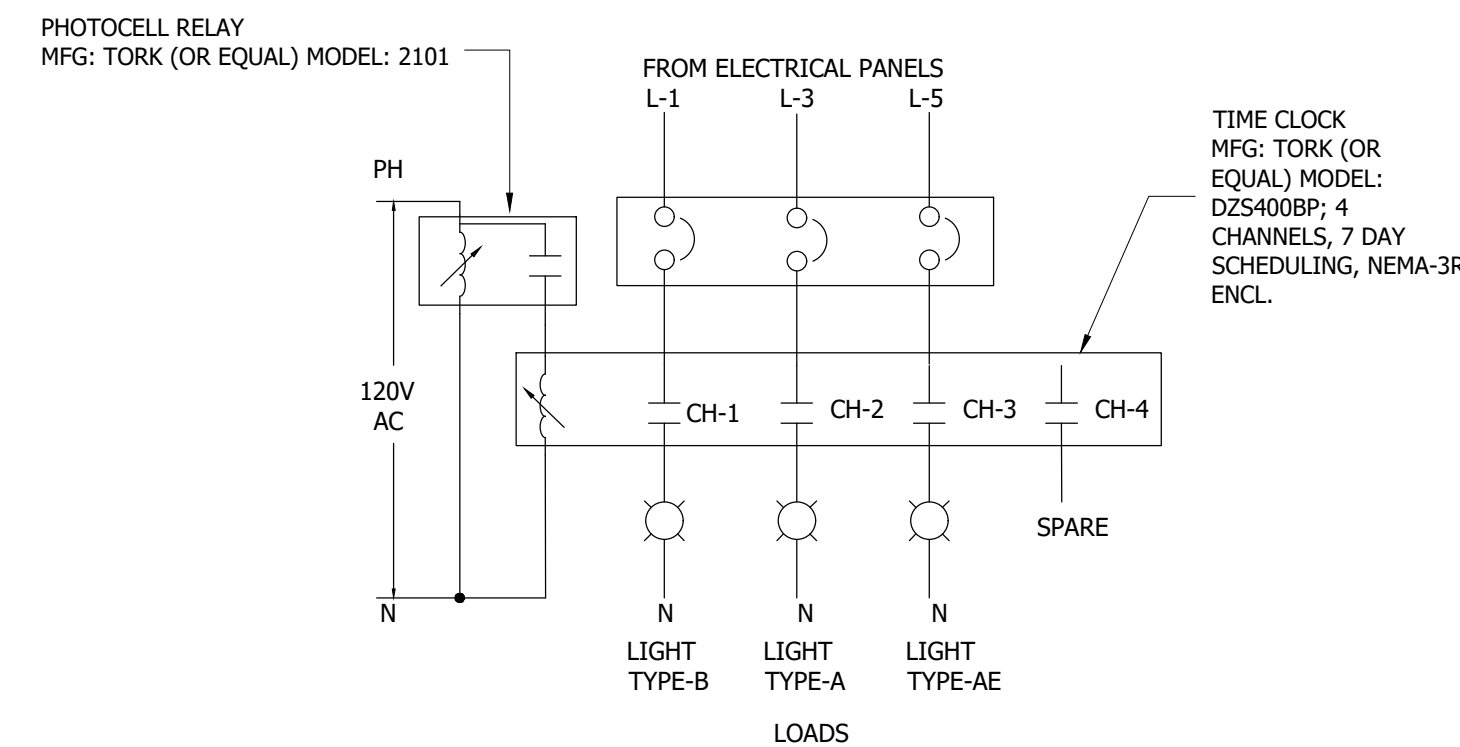 PHOTOCELL RELAY
MFG: TORK (OR EQUAL) MODEL: 2101
FROM ELECTRICAL PANELS
L-1 L-3 L-5
TIME CLOCK
MFG: TORK (OR
EQUAL) MODEL:
DZS400BP; 4
CHANNELS, 7 DAY
SCHEDULING, NEMA-3R
ENCL.
PH
120V
AC
CH-1 CH-2 CH-3 CH-4
SPARE
N N N N
LIGHT LIGHT LIGHT
TYPE-B TYPE-A TYPE-AE
LOADS